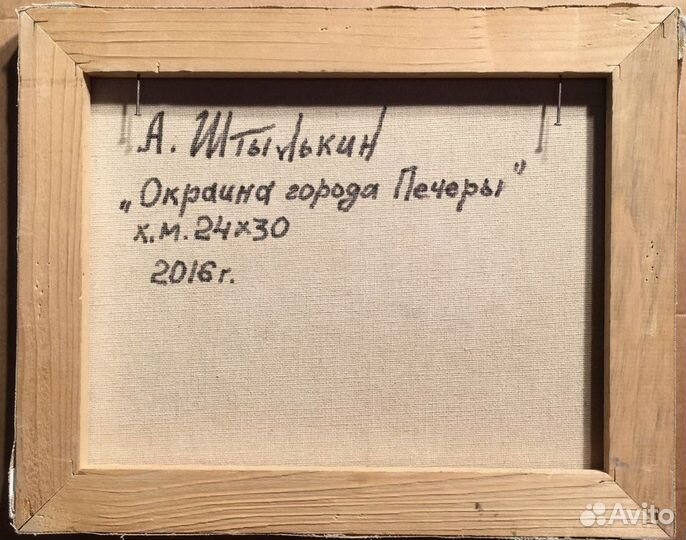 А. Штылькин
„Окраина города Печеры"
х.м. 24×30
2016г.
Avito